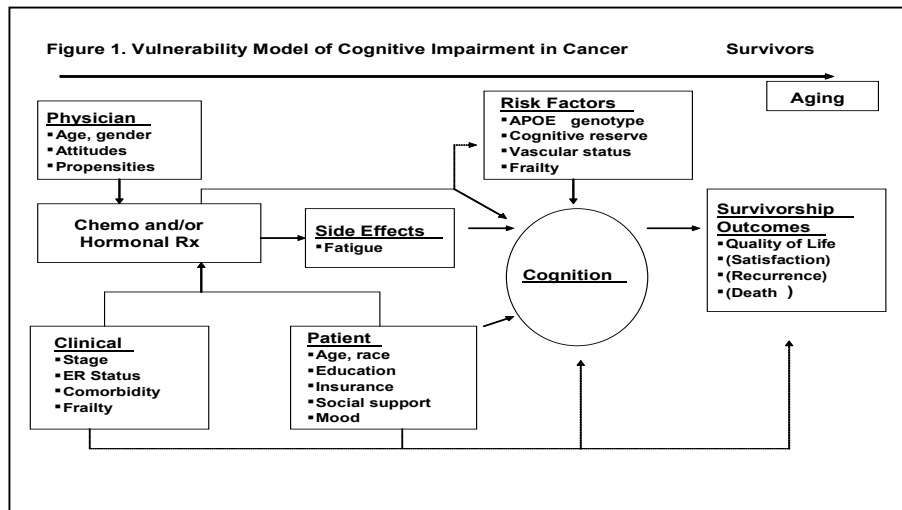 Figure 1. Vulnerability Model of Cognitive Impairment in Cancer Survivors
Aging
Physician
▪Age, gender
▪Attitudes
▪Propensities
Risk Factors
▪APOE genotype
▪Cognitive reserve
▪Vascular status
▪Frailty
Chemo and/or
Hormonal Rx
Side Effects
▪Fatigue
Cognition
Survivorship
Outcomes
▪Quality of Life
▪(Satisfaction)
▪(Recurrence)
▪(Death )
Clinical
▪Stage
▪ER Status
▪Comorbidity
▪Frailty
Patient
▪Age, race
▪Education
▪Insurance
▪Social support
▪Mood